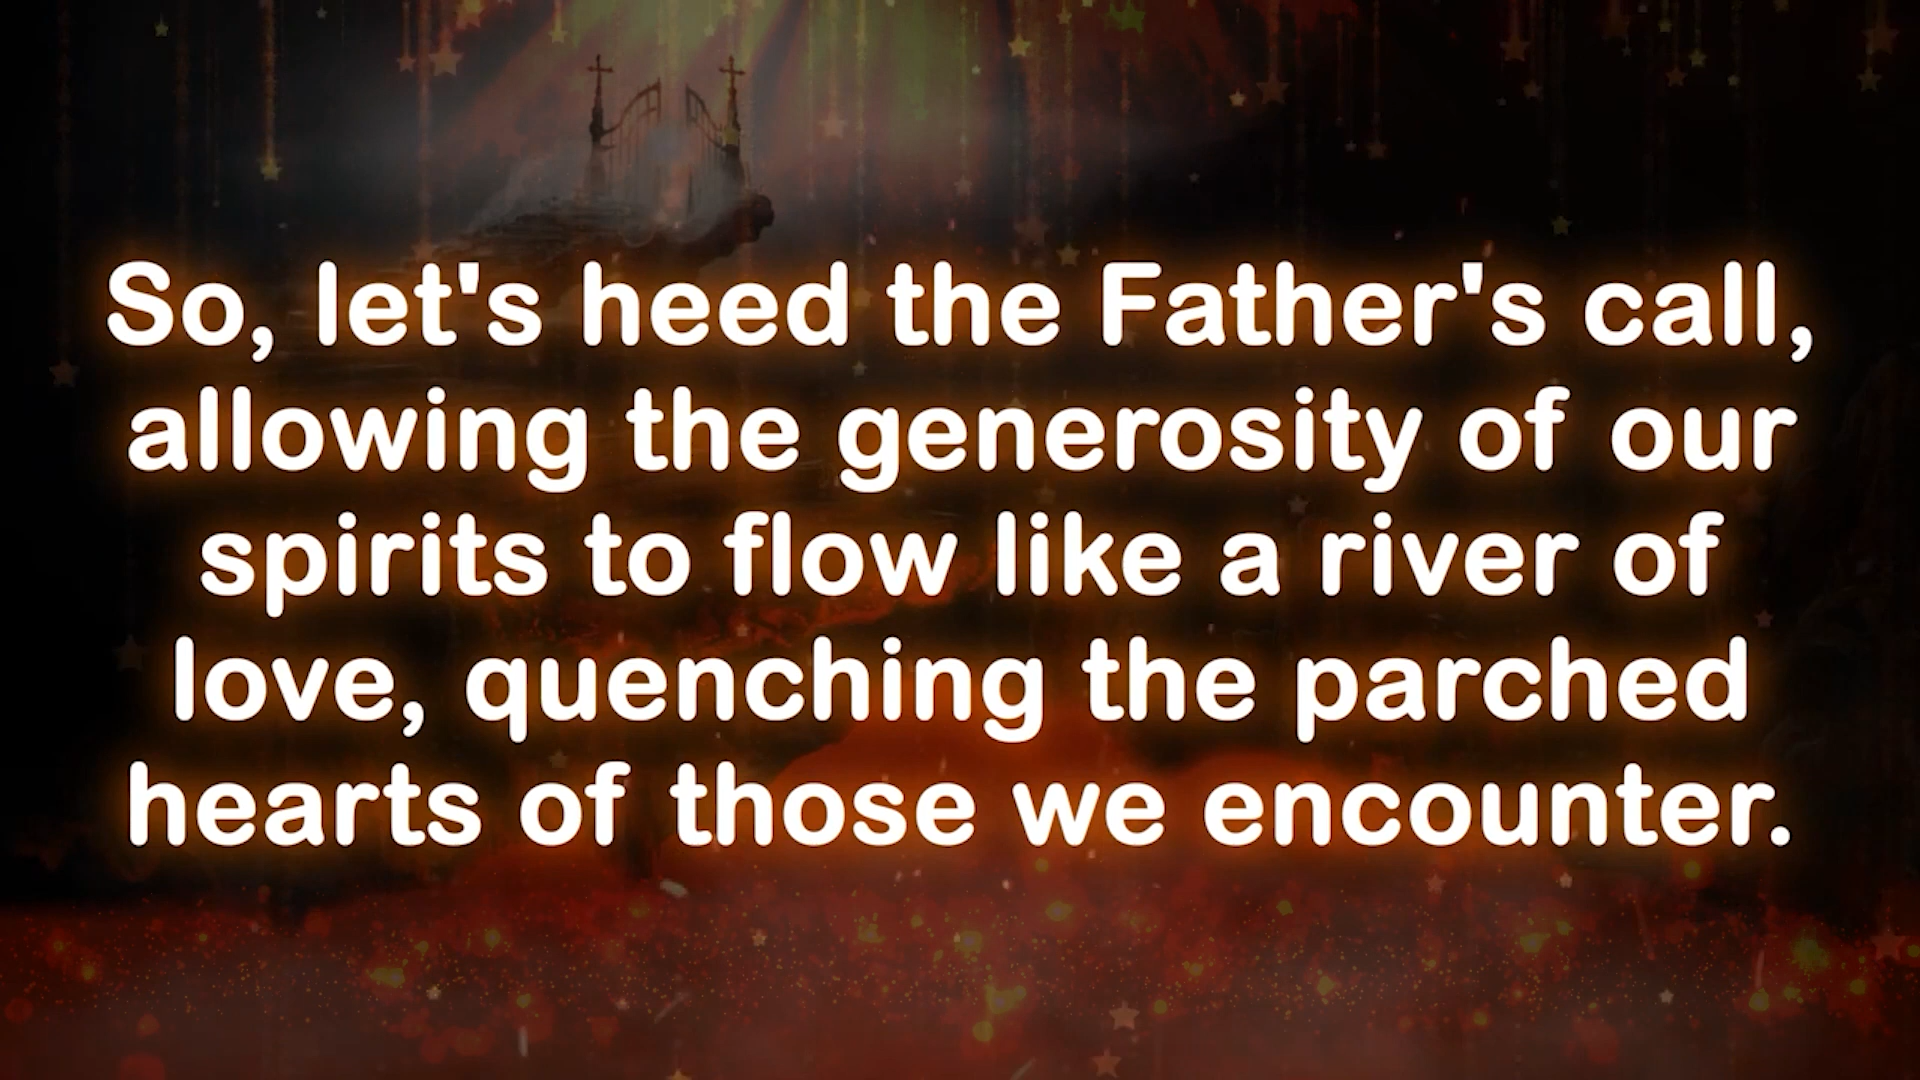 So, let's heed the Father's call,
allowing the generosity of our
spirits to flow like a river of
love, quenching the parched
hearts of those we encounter.